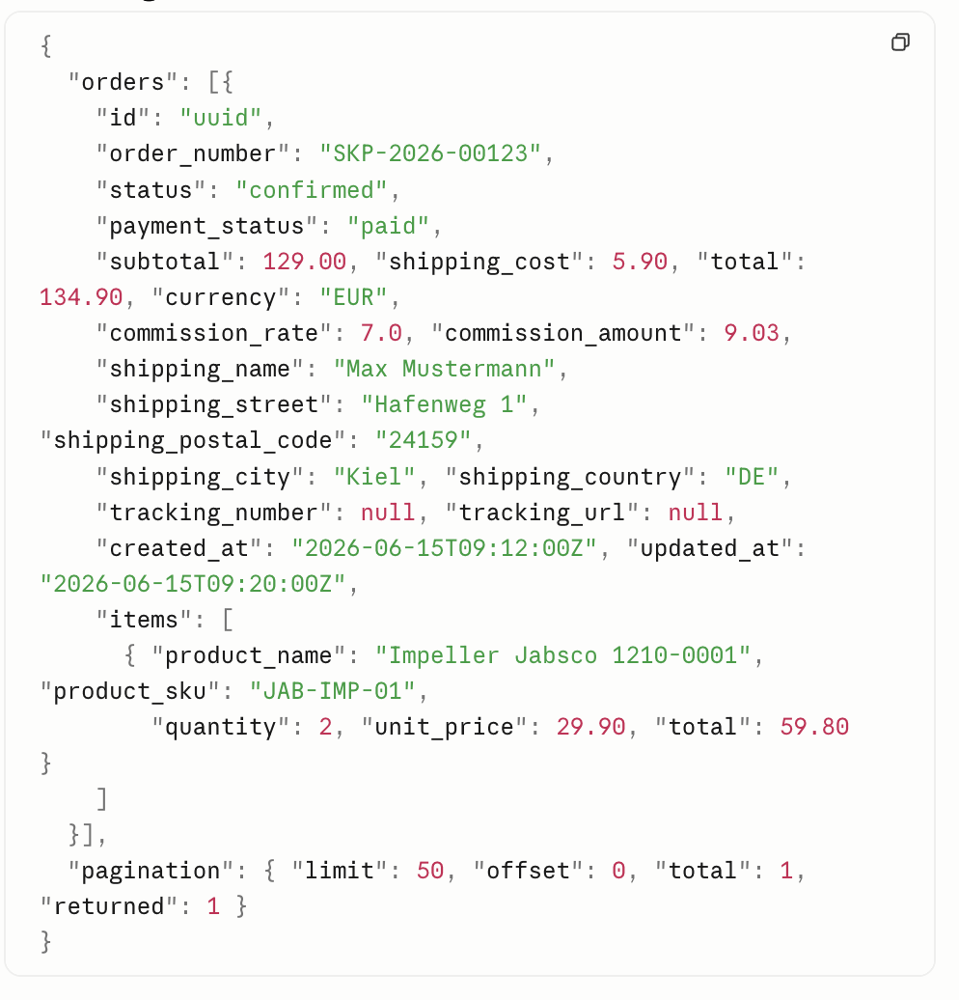 {
  "orders": [{
    "id": "uuid",
    "order_number": "SKP-2026-00123",
    "status": "confirmed",
    "payment_status": "paid",
    "subtotal": 129.00, "shipping_cost": 5.90, "total":
134.90, "currency": "EUR",
    "commission_rate": 7.0, "commission_amount": 9.03,
    "shipping_name": "Max Mustermann",
    "shipping_street": "Hafenweg 1",
"shipping_postal_code": "24159",
    "shipping_city": "Kiel", "shipping_country": "DE",
    "tracking_number": null, "tracking_url": null,
    "created_at": "2026-06-15T09:12:00Z", "updated_at":
"2026-06-15T09:20:00Z",
    "items": [
      { "product_name": "Impeller Jabsco 1210-0001",
"product_sku": "JAB-IMP-01",
        "quantity": 2, "unit_price": 29.90, "total": 59.80
}
    ]
  }],
  "pagination": { "limit": 50, "offset": 0, "total": 1,
"returned": 1 }
}